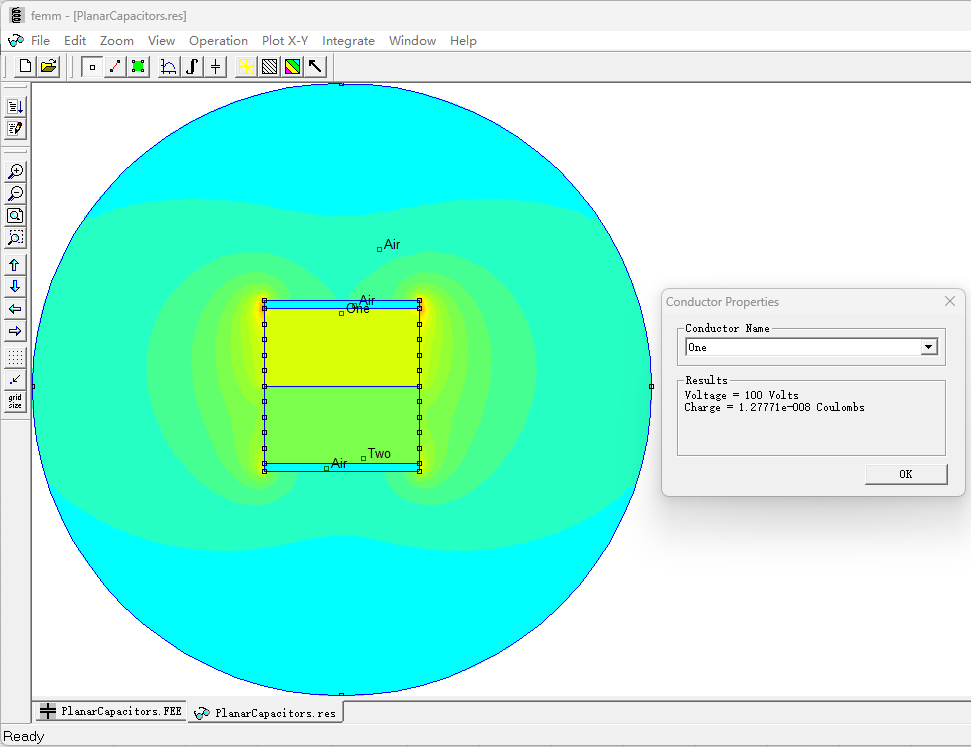 femm - [PlanarCapacitors.res]
File Edit Zoom View Operation Plot X-Y Integrate Window Help
Air
Air
One
Two
Air
grid
size
Conductor Properties
Conductor Name
One
Results
Voltage = 100 Volts
Charge = 1.27771e-008 Coulombs
OK
PlanarCapacitors.FEE PlanarCapacitors.res
Ready